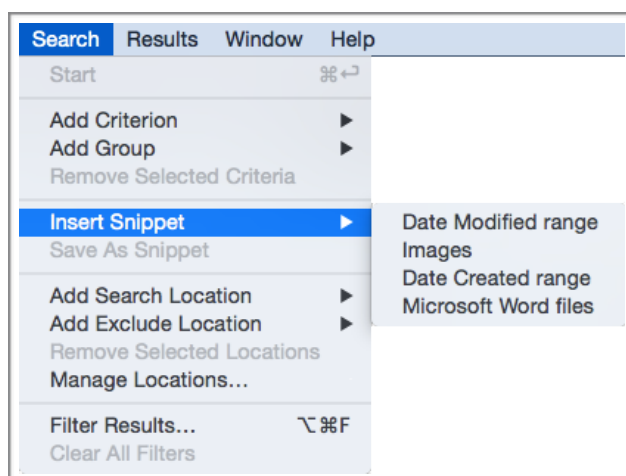 Search Results Window Help
Start ⌘↩
Add Criterion ▶
Add Group ▶
Remove Selected Criteria
Insert Snippet ▶
Save As Snippet
Add Search Location ▶
Add Exclude Location ▶
Remove Selected Locations
Manage Locations...
Filter Results... ⌥⌘F
Clear All Filters
Date Modified range
Images
Date Created range
Microsoft Word files